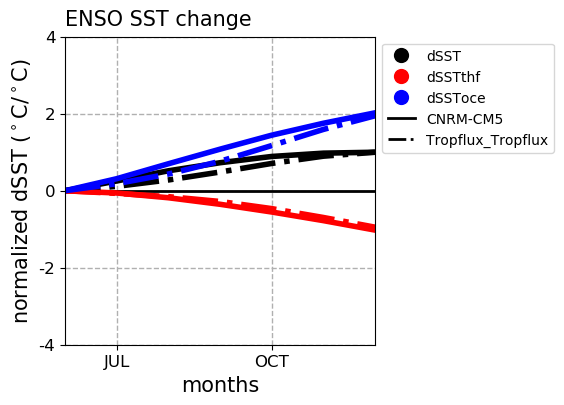 ENSO SST change
normalized dSST (°C/°C)
4
2
0
-2
-4
JUL
OCT
months
dSST
dSSTthf
dSSToce
CNRM-CM5
Tropflux_Tropflux